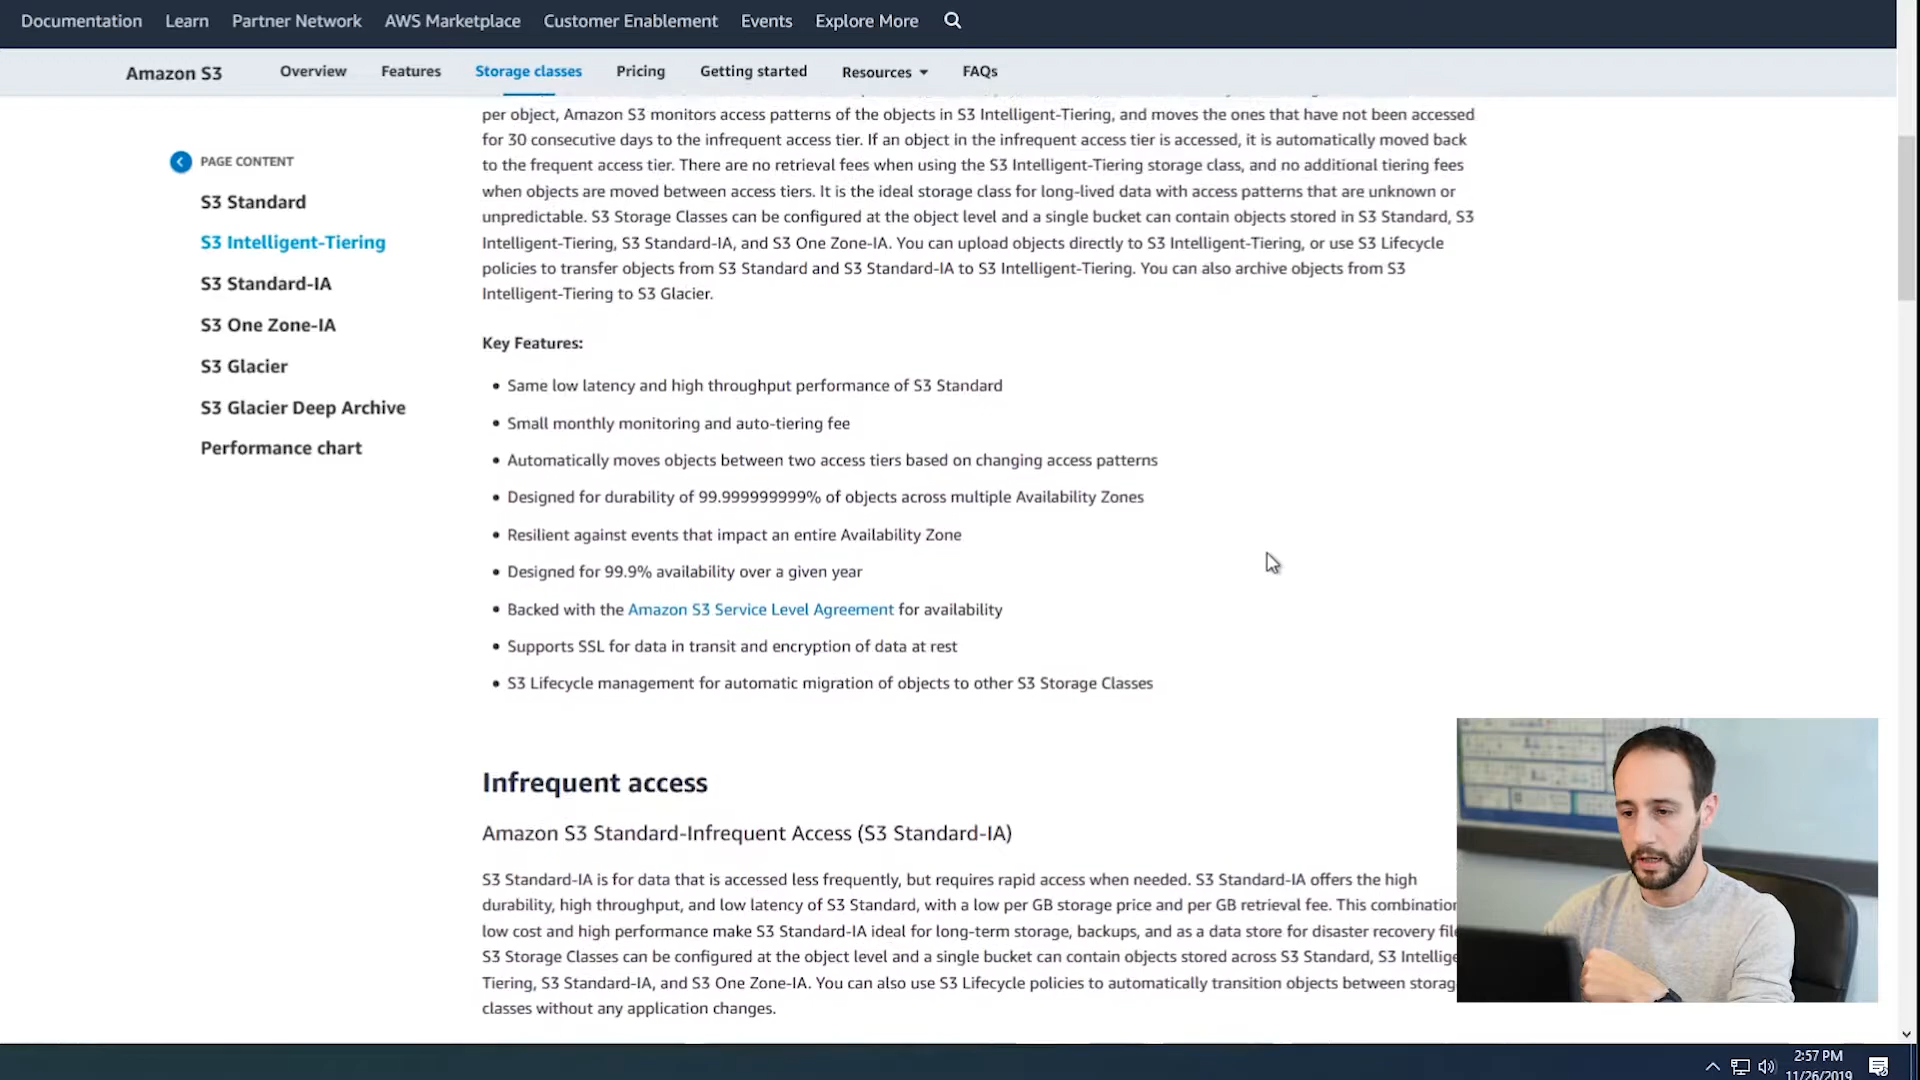 Documentation Learn Partner Network AWS Marketplace Customer Enablement Events Explore More
Amazon S3 Overview Features Storage classes Pricing Getting started Resources FAQs
PAGE CONTENT
S3 Standard
S3 Intelligent-Tiering
S3 Standard-IA
S3 One Zone-IA
S3 Glacier
S3 Glacier Deep Archive
Performance chart
per object, Amazon S3 monitors access patterns of the objects in S3 Intelligent-Tiering, and moves the ones that have not been accessed
for 30 consecutive days to the infrequent access tier. If an object in the infrequent access tier is accessed, it is automatically moved back
to the frequent access tier. There are no retrieval fees when using the S3 Intelligent-Tiering storage class, and no additional tiering fees
when objects are moved between access tiers. It is the ideal storage class for long-lived data with access patterns that are unknown or
unpredictable. S3 Storage Classes can be configured at the object level and a single bucket can contain objects stored in S3 Standard, S3
Intelligent-Tiering, S3 Standard-IA, and S3 One Zone-IA. You can upload objects directly to S3 Intelligent-Tiering, or use S3 Lifecycle
policies to transfer objects from S3 Standard and S3 Standard-IA to S3 Intelligent-Tiering. You can also archive objects from S3
Intelligent-Tiering to S3 Glacier.
Key Features:
• Same low latency and high throughput performance of S3 Standard
• Small monthly monitoring and auto-tiering fee
• Automatically moves objects between two access tiers based on changing access patterns
• Designed for durability of 99.999999999% of objects across multiple Availability Zones
• Resilient against events that impact an entire Availability Zone
• Designed for 99.9% availability over a given year
• Backed with the Amazon S3 Service Level Agreement for availability
• Supports SSL for data in transit and encryption of data at rest
• S3 Lifecycle management for automatic migration of objects to other S3 Storage Classes
Infrequent access
Amazon S3 Standard-Infrequent Access (S3 Standard-IA)
S3 Standard-IA is for data that is accessed less frequently, but requires rapid access when needed. S3 Standard-IA offers the high
durability, high throughput, and low latency of S3 Standard, with a low per GB storage price and per GB retrieval fee. This combination
low cost and high performance make S3 Standard-IA ideal for long-term storage, backups, and as a data store for disaster recovery
S3 Storage Classes can be configured at the object level and a single bucket can contain objects stored across S3 Standard, S3
Tiering, S3 Standard-IA, and S3 One Zone-IA. You can also use S3 Lifecycle policies to automatically transition objects between
classes without any application changes.
2:57 PM
11/26/2019